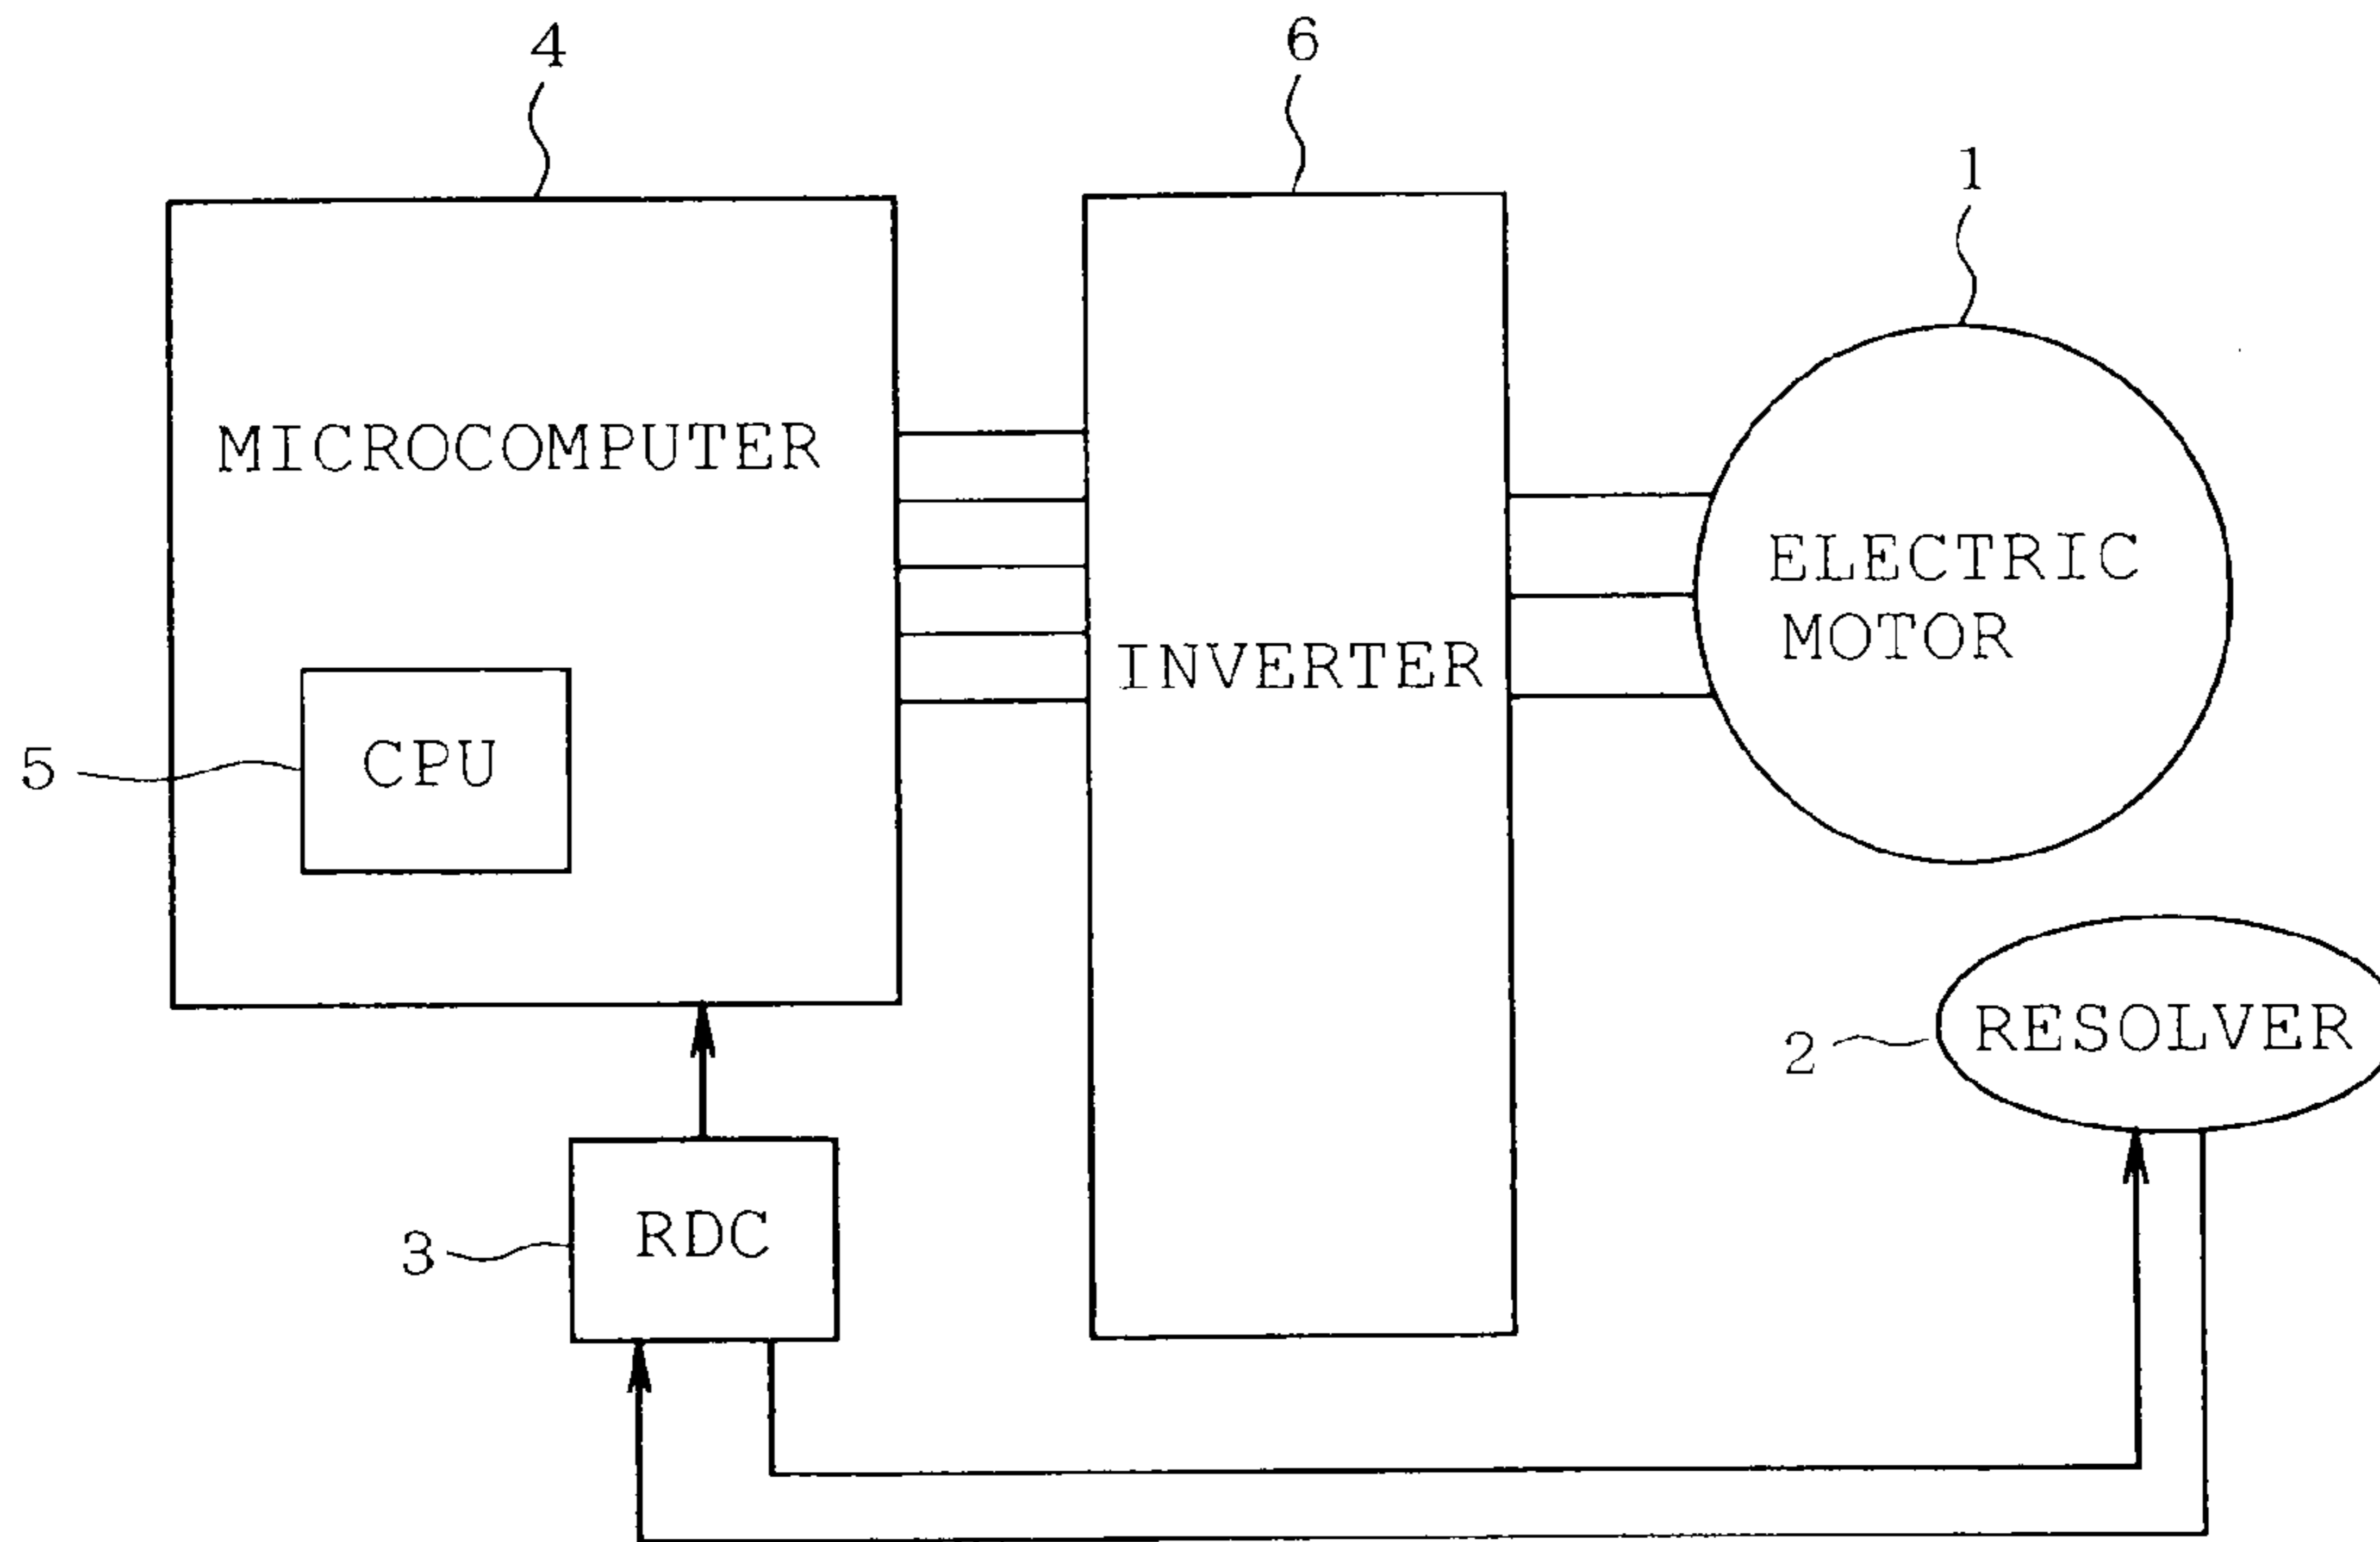 4
6
1
MICROCOMPUTER
ELECTRIC
MOTOR
INVERTER
5
CPU
2
RESOLVER
3
RDC